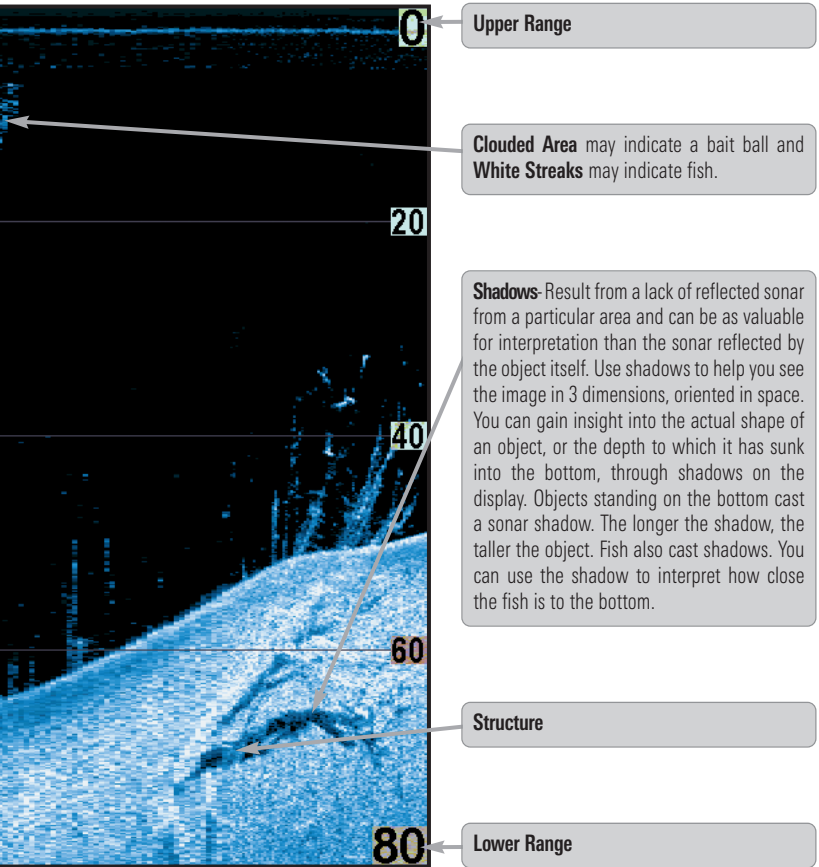 0
Upper Range
Clouded Area may indicate a bait ball and
White Streaks may indicate fish.
20
Shadows- Result from a lack of reflected sonar
from a particular area and can be as valuable
for interpretation than the sonar reflected by
the object itself. Use shadows to help you see
the image in 3 dimensions, oriented in space.
You can gain insight into the actual shape of
an object, or the depth to which it has sunk
into the bottom, through shadows on the
display. Objects standing on the bottom cast
a sonar shadow. The longer the shadow, the
taller the object. Fish also cast shadows. You
can use the shadow to interpret how close
the fish is to the bottom.
40
60
Structure
80
Lower Range